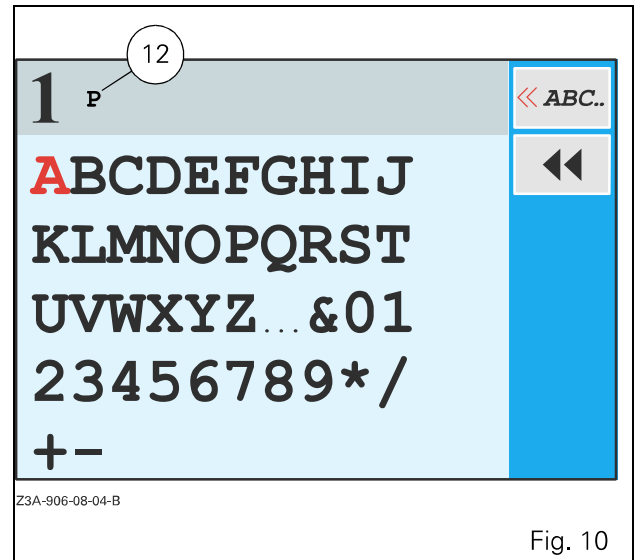 12
1 P
« ABC..
ABCDEFGHIJ
KLMNOPQRST
UVWXYZ...&01
23456789*/
+-
Z3A-906-08-04-B
Fig. 10